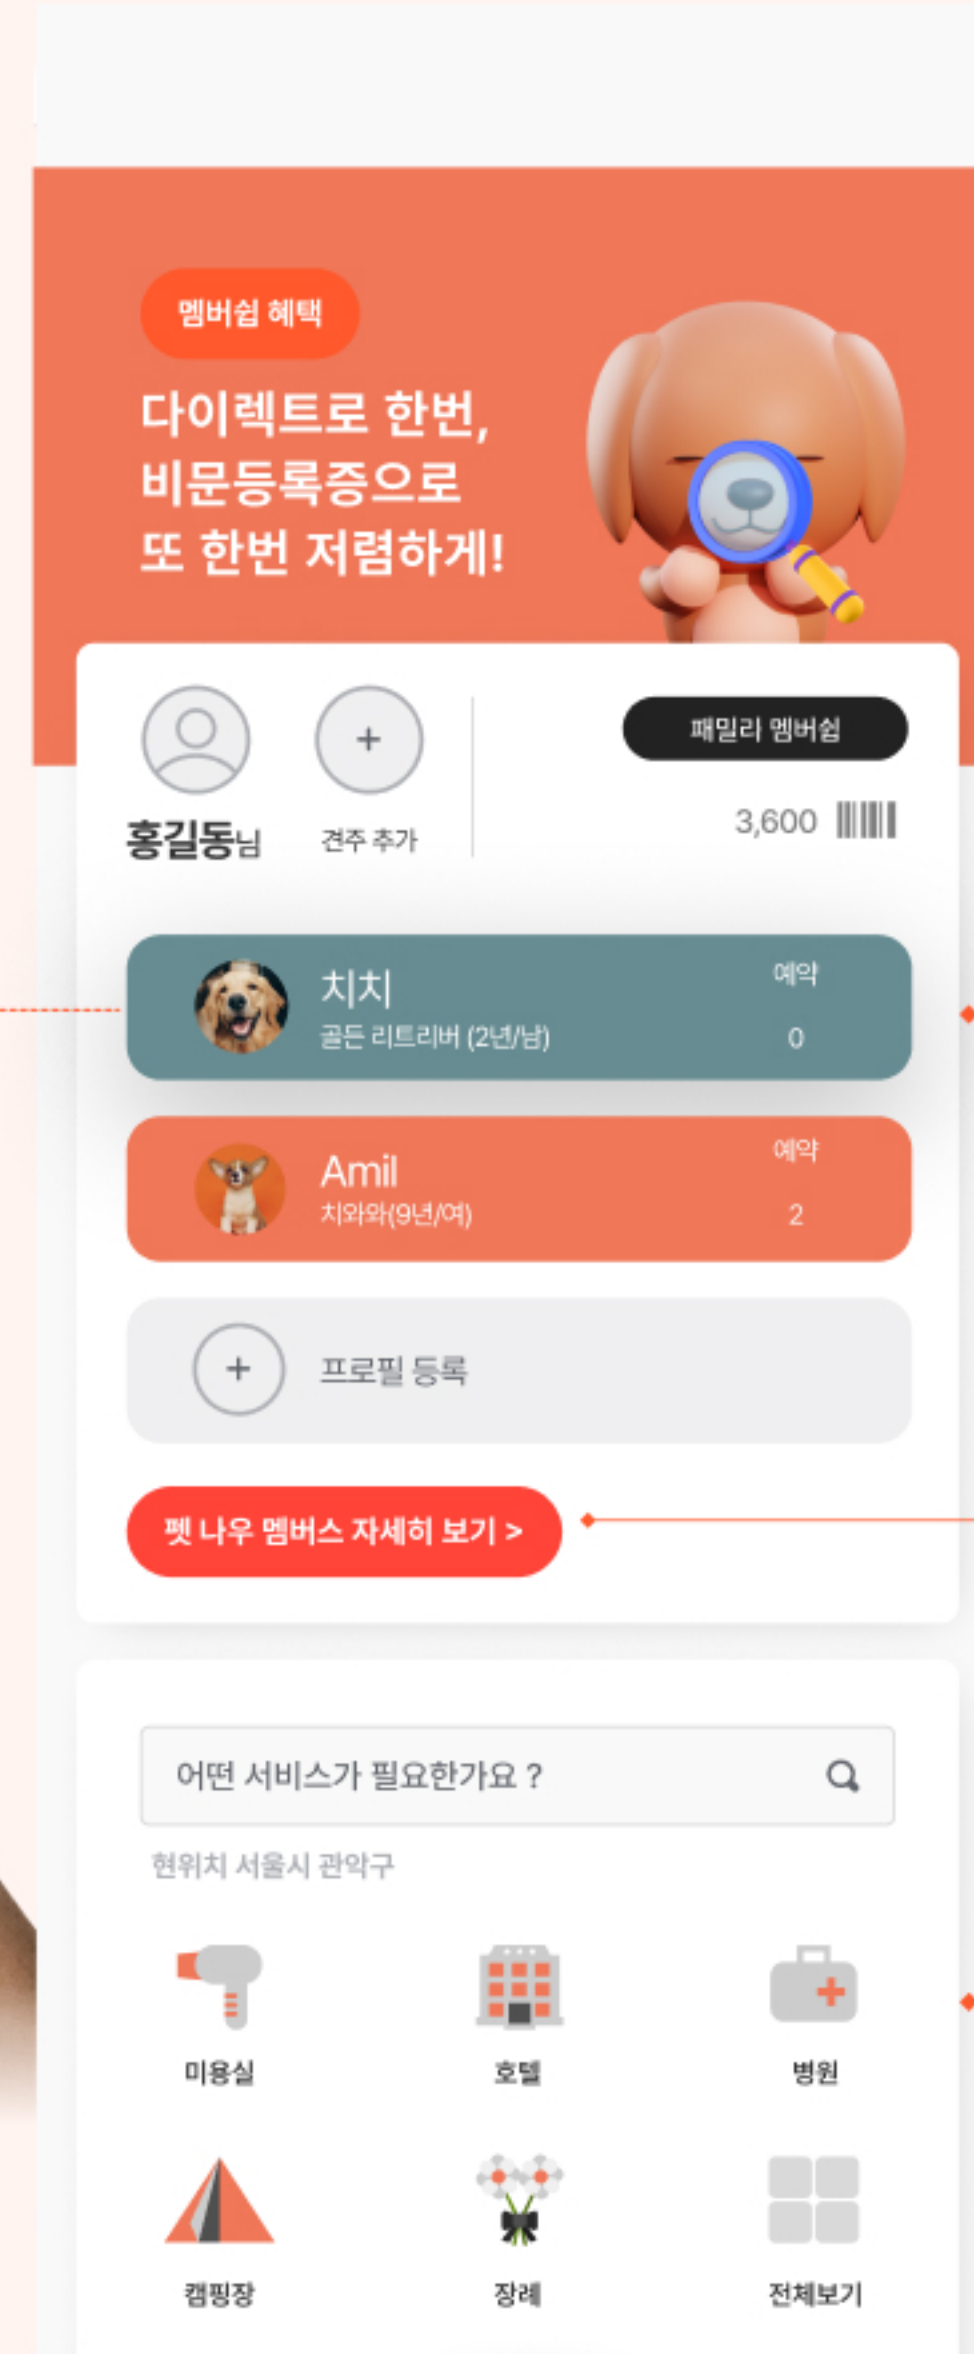 멤버쉽 혜택
다이렉트로 한번,
비문등록증으로
또 한번 저렴하게!
+
패밀리 멤버쉽
3,600
홍길동님
견주 추가
치치
골든 리트리버 (2년/남)
예약
0
Amil
치와와(9년/여)
예약
2
+
프로필 등록
펫 나우 멤버스 자세히 보기 >
어떤 서비스가 필요한가요 ?
현위치 서울시 관악구
미용실
호텔
병원
캠핑장
장례
전체보기